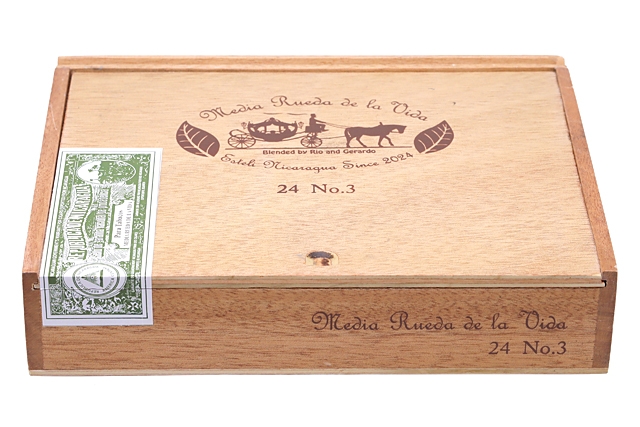 Media Rueda de la Vida
Blended by Rio and Gerardo
Esteli Nicaragua Since 2024
24 No.3
Media Rueda de la Vida
24 No.3